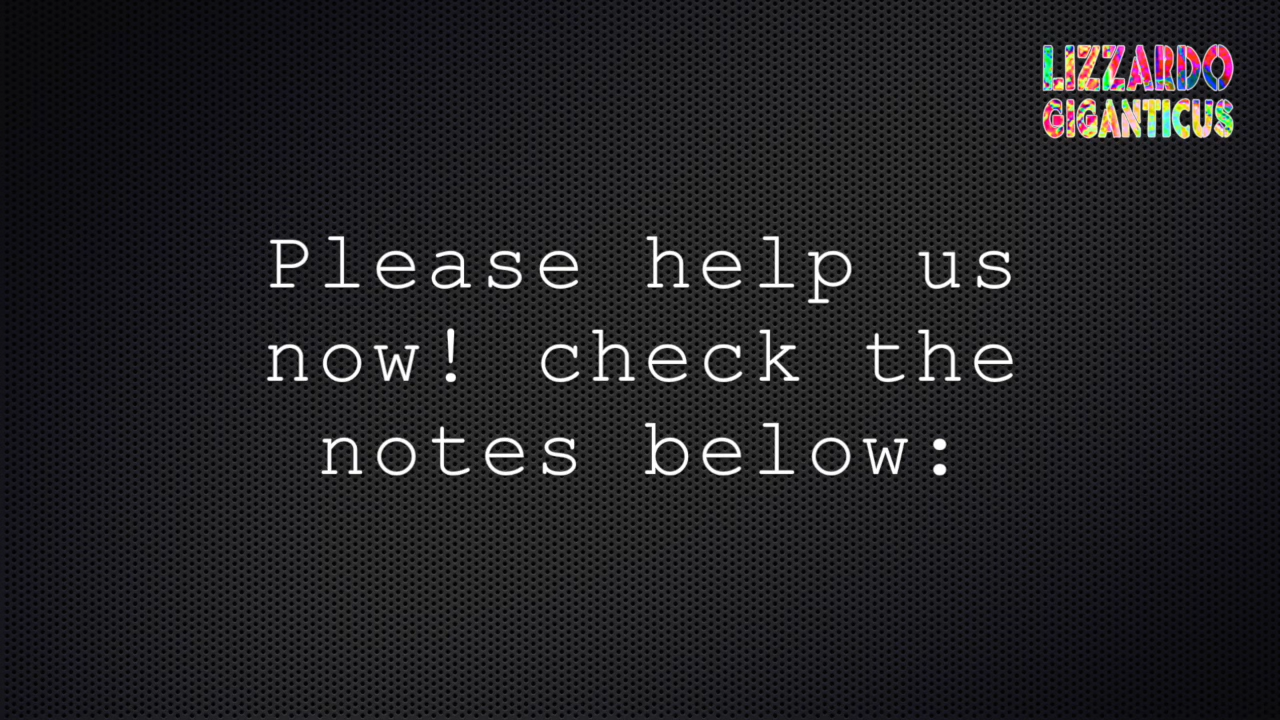 LIZZARDO
GIGANTICUS
Please help us
now! check the
notes below: